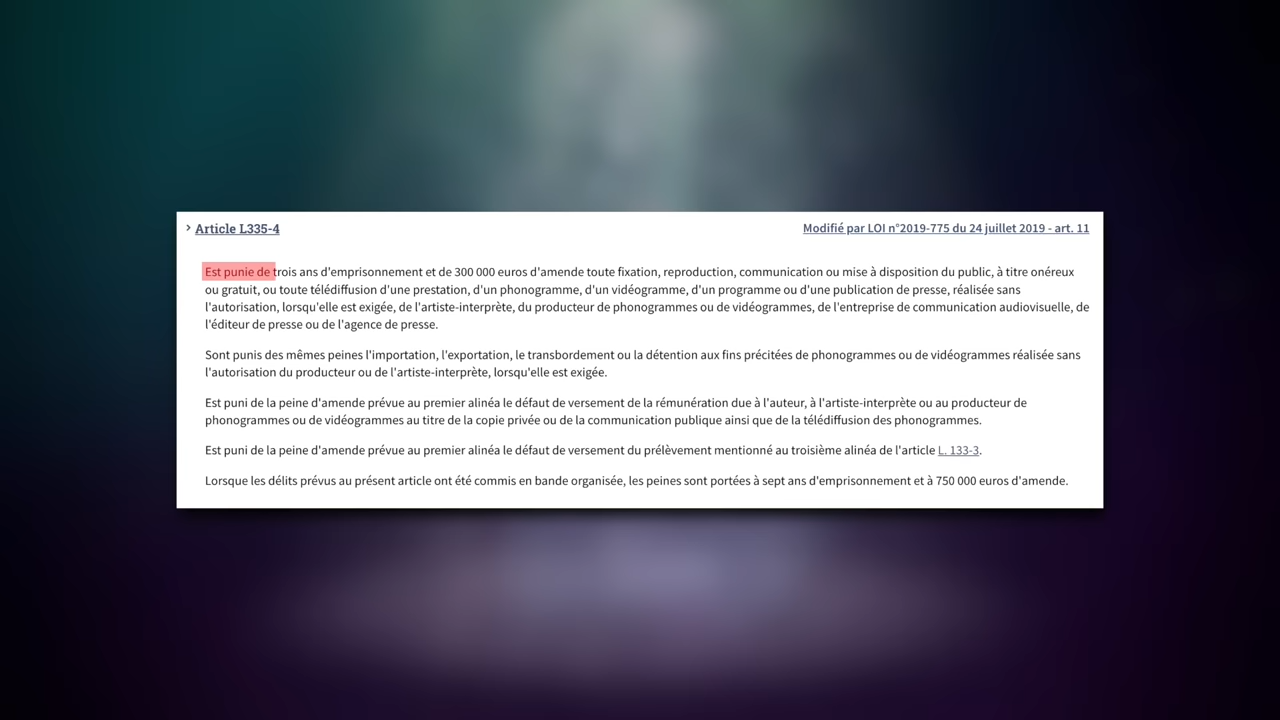 Article L335-4
Modifié par LOI n°2019-775 du 24 juillet 2019 - art. 11
Est punie de trois ans d'emprisonnement et de 300 000 euros d'amende toute fixation, reproduction, communication ou mise à disposition du public, à titre onéreux
ou gratuit, ou toute télédiffusion d'une prestation, d'un phonogramme, d'un vidéogramme, d'un programme ou d'une publication de presse, réalisée sans
l'autorisation, lorsqu'elle est exigée, de l'artiste-interprète, du producteur de phonogrammes ou de vidéogrammes, de l'entreprise de communication audiovisuelle, de
l'éditeur de presse ou de l'agence de presse.
Sont punis des mêmes peines l'importation, l'exportation, le transbordement ou la détention aux fins précitées de phonogrammes ou de vidéogrammes réalisée sans
l'autorisation du producteur ou de l'artiste-interprète, lorsqu'elle est exigée.
Est puni de la peine d'amende prévue au premier alinéa le défaut de versement de la rémunération due à l'auteur, à l'artiste-interprète ou au producteur de
phonogrammes ou de vidéogrammes au titre de la copie privée ou de la communication publique ainsi que de la télédiffusion des phonogrammes.
Est puni de la peine d'amende prévue au premier alinéa le défaut de versement du prélèvement mentionné au troisième alinéa de l'article L. 133-3.
Lorsque les délits prévus au présent article ont été commis en bande organisée, les peines sont portées à sept ans d'emprisonnement et à 750 000 euros d'amende.